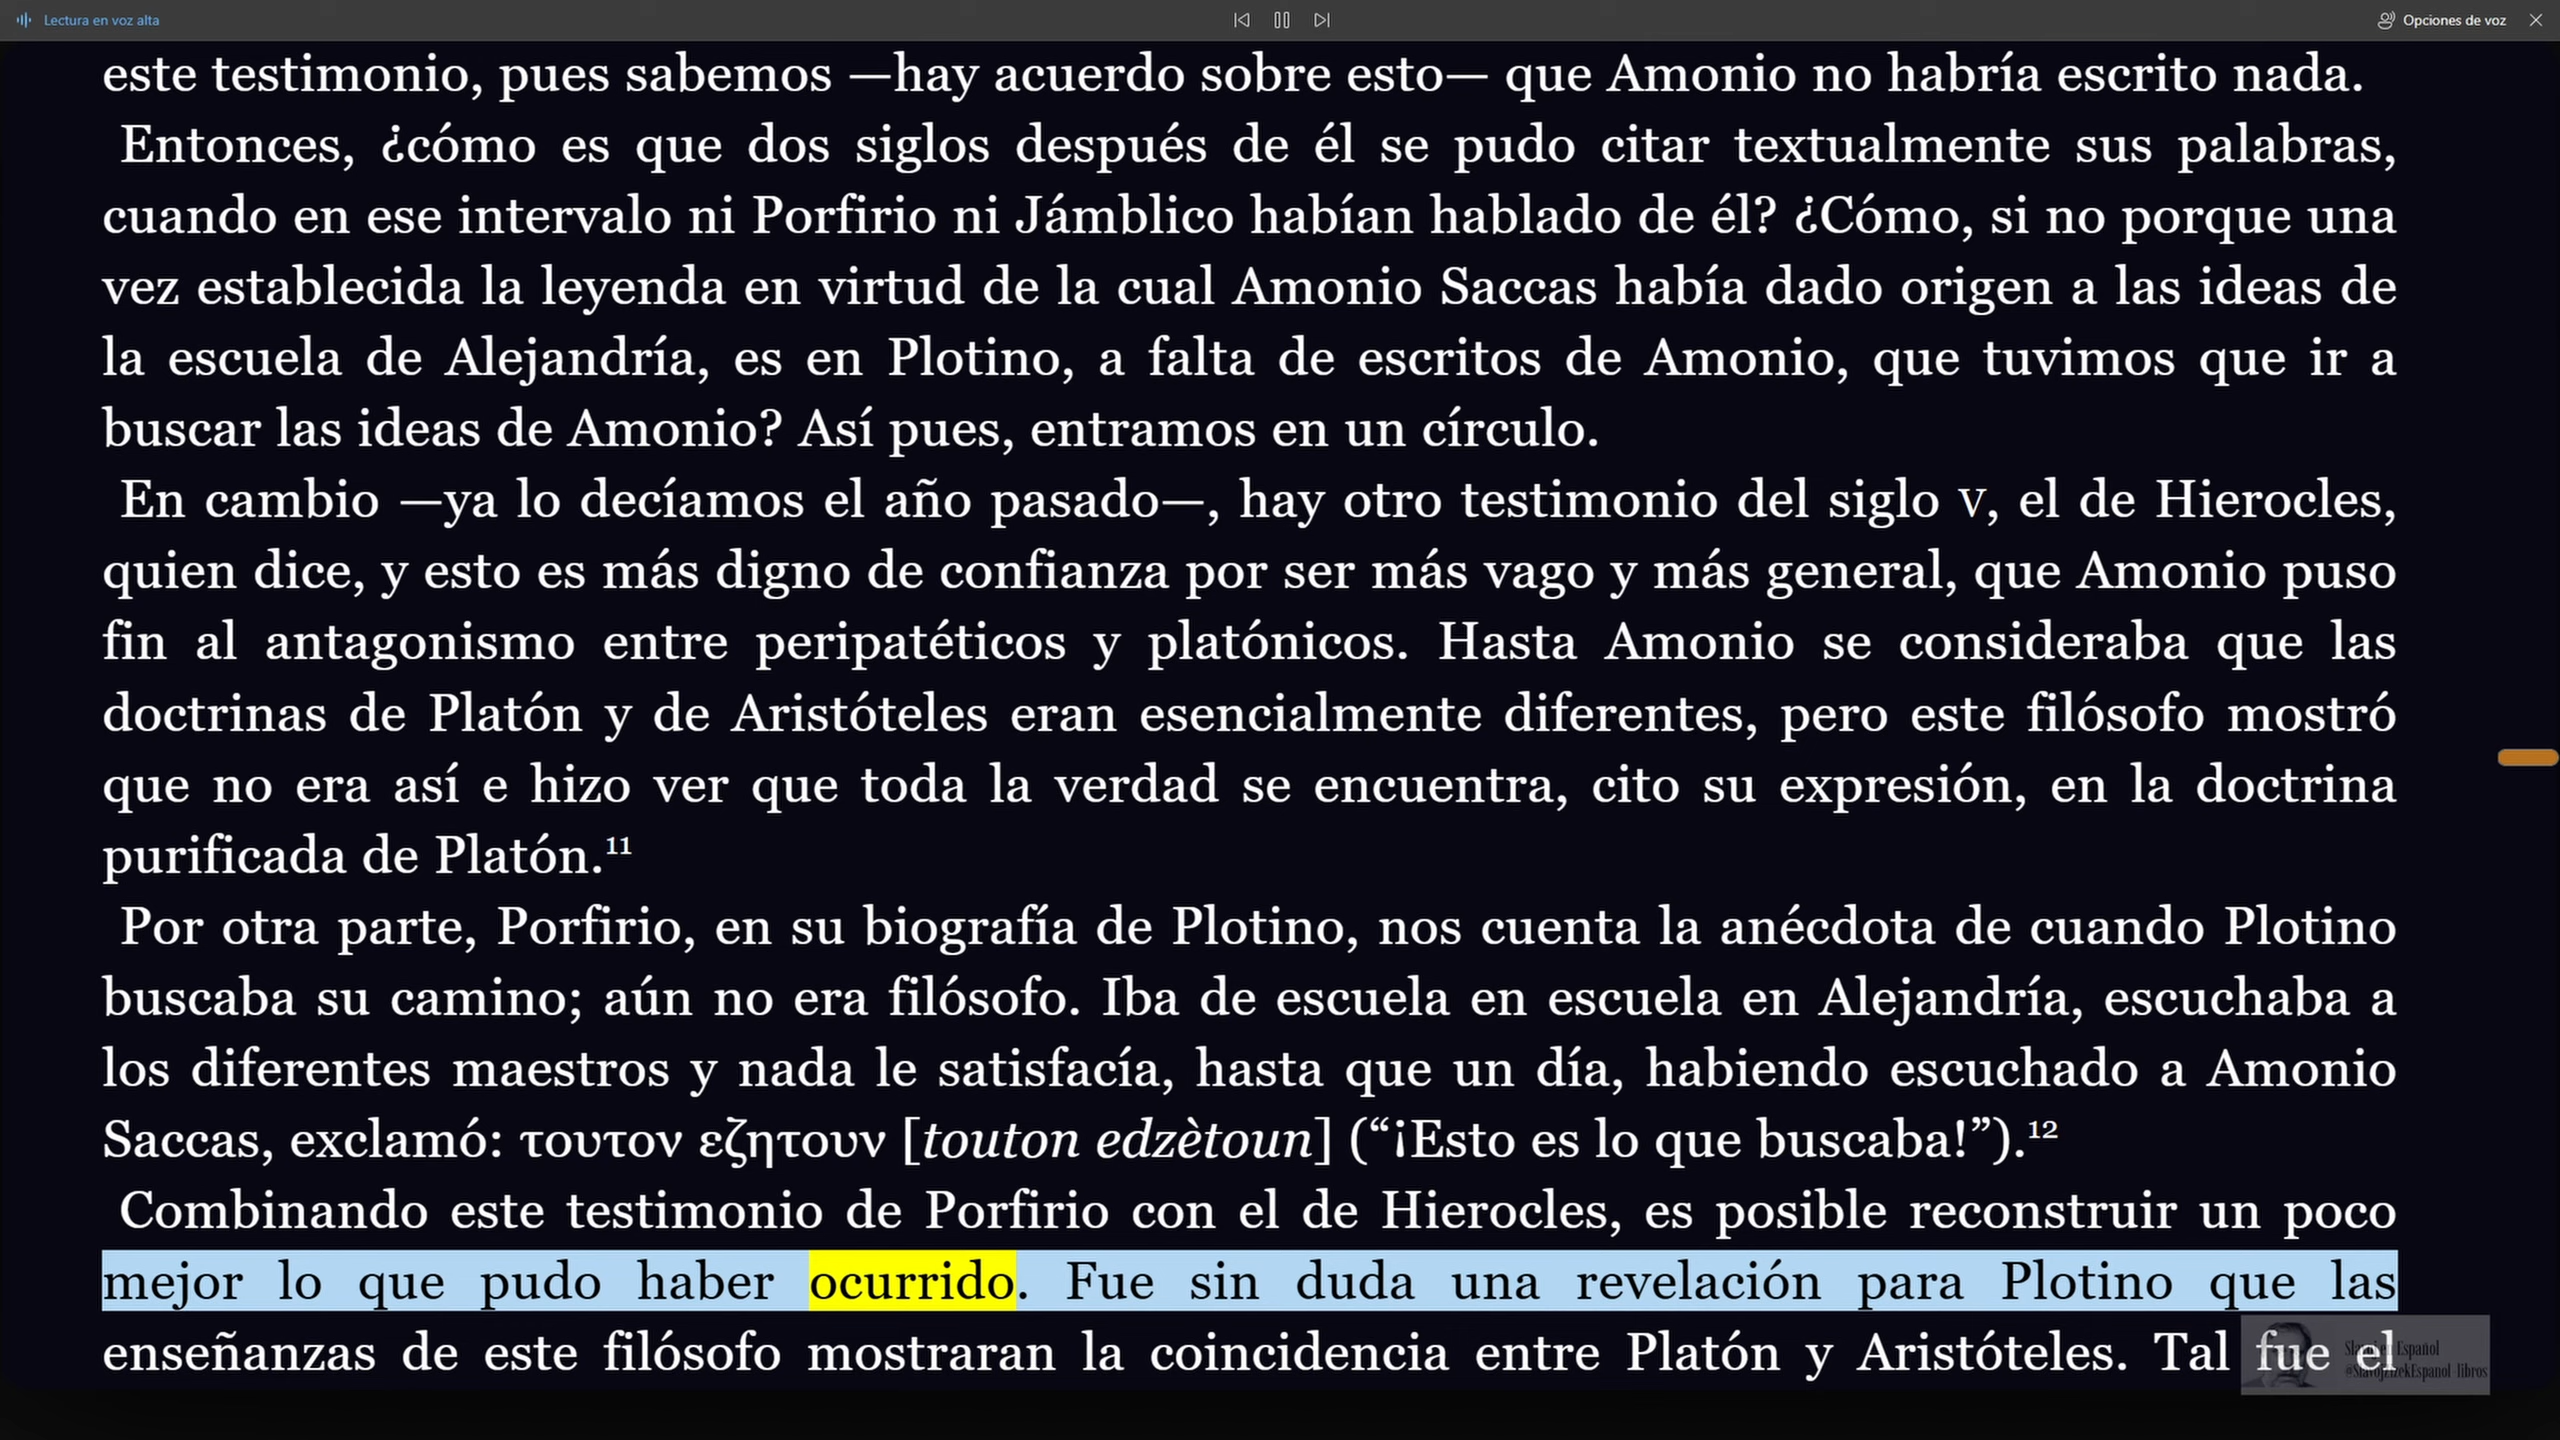 Lectura en voz alta
Opciones de voz
este testimonio, pues sabemos —hay acuerdo sobre esto— que Amonio no habría escrito nada.
Entonces, ¿cómo es que dos siglos después de él se pudo citar textualmente sus palabras,
cuando en ese intervalo ni Porfirio ni Jámblico habían hablado de él? ¿Cómo, si no porque una
vez establecida la leyenda en virtud de la cual Amonio Saccas había dado origen a las ideas de
la escuela de Alejandría, es en Plotino, a falta de escritos de Amonio, que tuvimos que ir a
buscar las ideas de Amonio? Así pues, entramos en un círculo.
En cambio —ya lo decíamos el año pasado—, hay otro testimonio del siglo V, el de Hierocles,
quien dice, y esto es más digno de confianza por ser más vago y más general, que Amonio puso
fin al antagonismo entre peripatéticos y platónicos. Hasta Amonio se consideraba que las
doctrinas de Platón y de Aristóteles eran esencialmente diferentes, pero este filósofo mostró
que no era así e hizo ver que toda la verdad se encuentra, cito su expresión, en la doctrina
purificada de Platón.¹¹
Por otra parte, Porfirio, en su biografía de Plotino, nos cuenta la anécdota de cuando Plotino
buscaba su camino; aún no era filósofo. Iba de escuela en escuela en Alejandría, escuchaba a
los diferentes maestros y nada le satisfacía, hasta que un día, habiendo escuchado a Amonio
Saccas, exclamó: τουτον εζητουν [touton edzètoun] (“¡Esto es lo que buscaba!”).¹²
Combinando este testimonio de Porfirio con el de Hierocles, es posible reconstruir un poco
mejor lo que pudo haber ocurrido. Fue sin duda una revelación para Plotino que las
enseñanzas de este filósofo mostraran la coincidencia entre Platón y Aristóteles. Tal fue el
Español
@SlavojZizekEspanol-libros